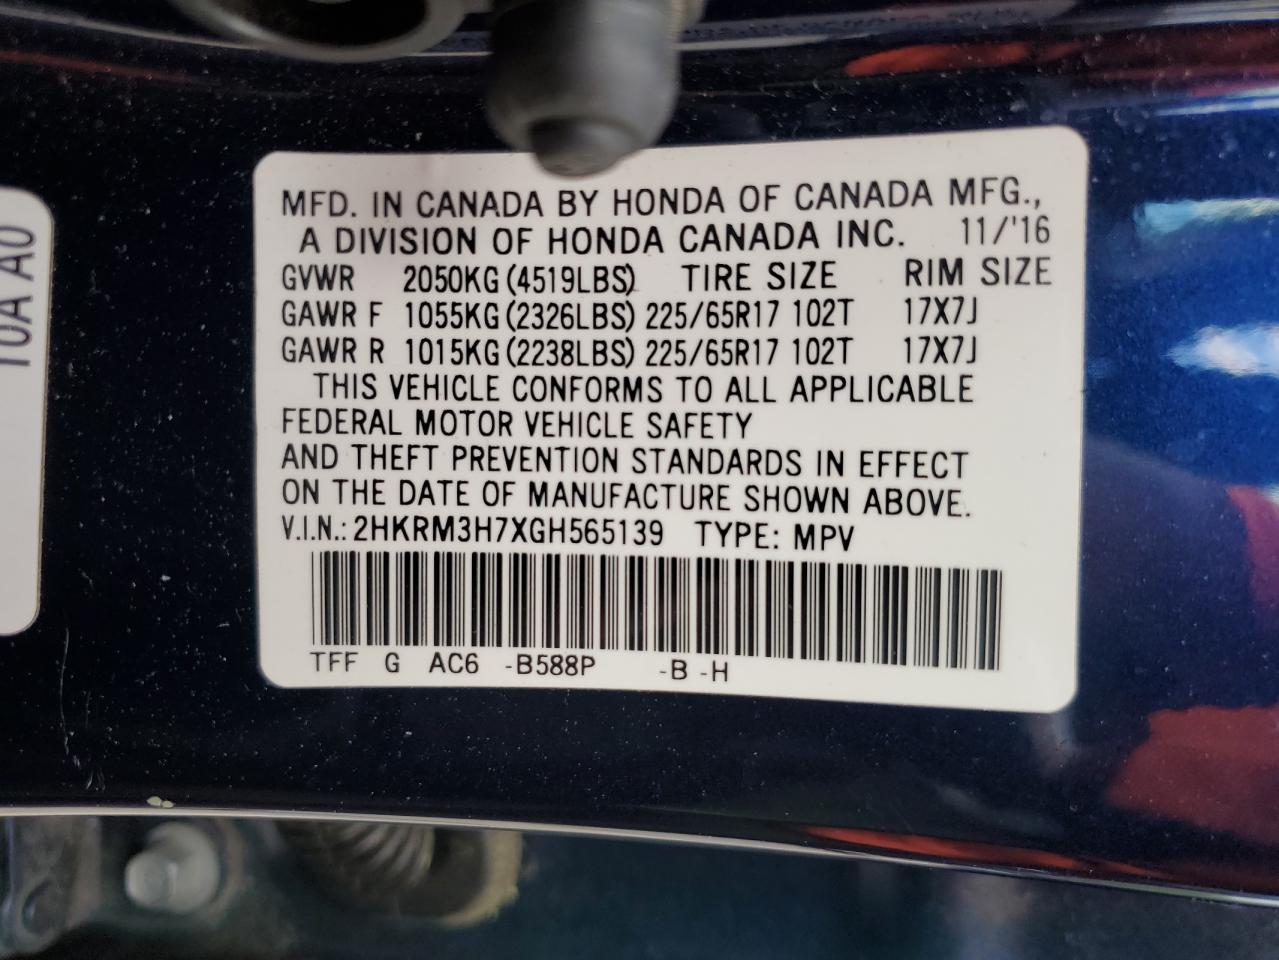 MFD. IN CANADA BY HONDA OF CANADA MFG.,
A DIVISION OF HONDA CANADA INC. 11/'16
GVWR 2050KG (4519LBS) TIRE SIZE RIM SIZE
GAWR F 1055KG (2326LBS) 225/65R17 102T 17X7J
GAWR R 1015KG (2238LBS) 225/65R17 102T 17X7J
THIS VEHICLE CONFORMS TO ALL APPLICABLE
FEDERAL MOTOR VEHICLE SAFETY
AND THEFT PREVENTION STANDARDS IN EFFECT
ON THE DATE OF MANUFACTURE SHOWN ABOVE.
V.I.N.: 2HKRM3H7XGH565139 TYPE: MPV
TFF G AC6 -B588P -B -H